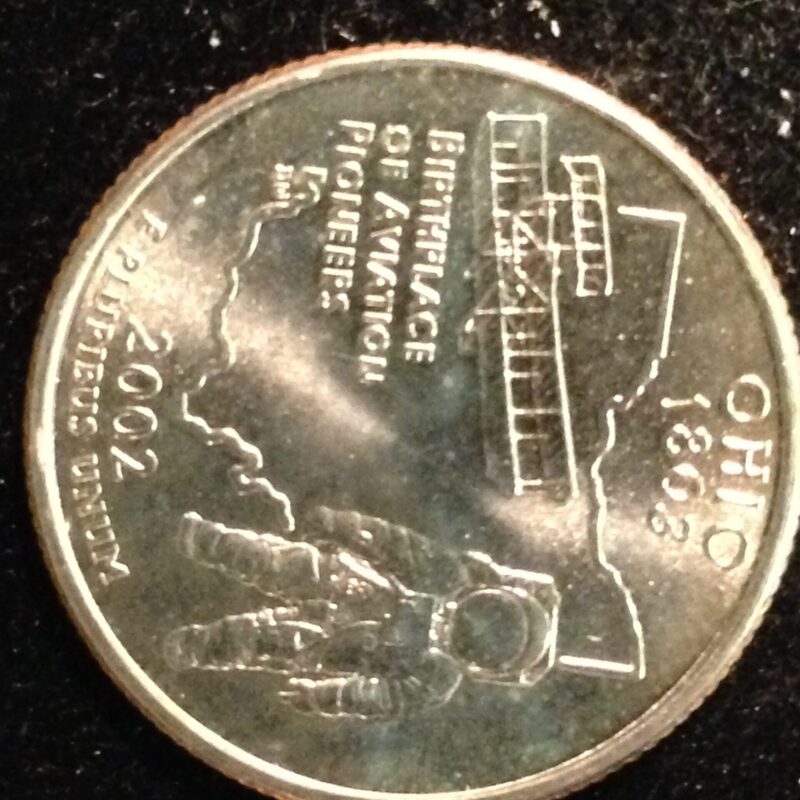 OHIO
1803
BIRTHPLACE
OF AVIATION
PIONEERS
2002
E PLURIBUS UNUM